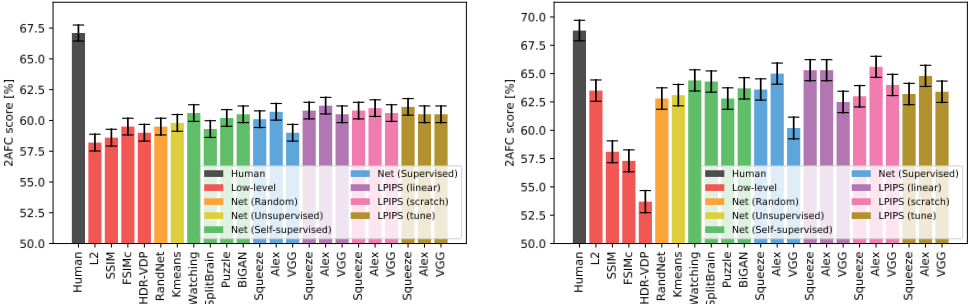 67.5
65.0
62.5
60.0
57.5
55.0
52.5
50.0
2AFC score [%]
Human
Low-level
Net (Random)
Net (Unsupervised)
Net (Self-supervised)
Net (Supervised)
LPIPS (linear)
LPIPS (scratch)
LPIPS (tune)
Human
L2
SSIM
FSIMc
HDR-VDP
RandNet
Kmeans
Watching
SplitBrain
Puzzle
BiGAN
Squeeze
Alex
VGG
Squeeze
Alex
VGG
Squeeze
Alex
VGG
Squeeze
Alex
VGG
70.0
67.5
65.0
62.5
60.0
57.5
55.0
52.5
50.0
2AFC score [%]
Human
Low-level
Net (Random)
Net (Unsupervised)
Net (Self-supervised)
Net (Supervised)
LPIPS (linear)
LPIPS (scratch)
LPIPS (tune)
Human
L2
SSIM
FSIMc
HDR-VDP
RandNet
Kmeans
Watching
SplitBrain
Puzzle
BiGAN
Squeeze
Alex
VGG
Squeeze
Alex
VGG
Squeeze
Alex
VGG
Squeeze
Alex
VGG